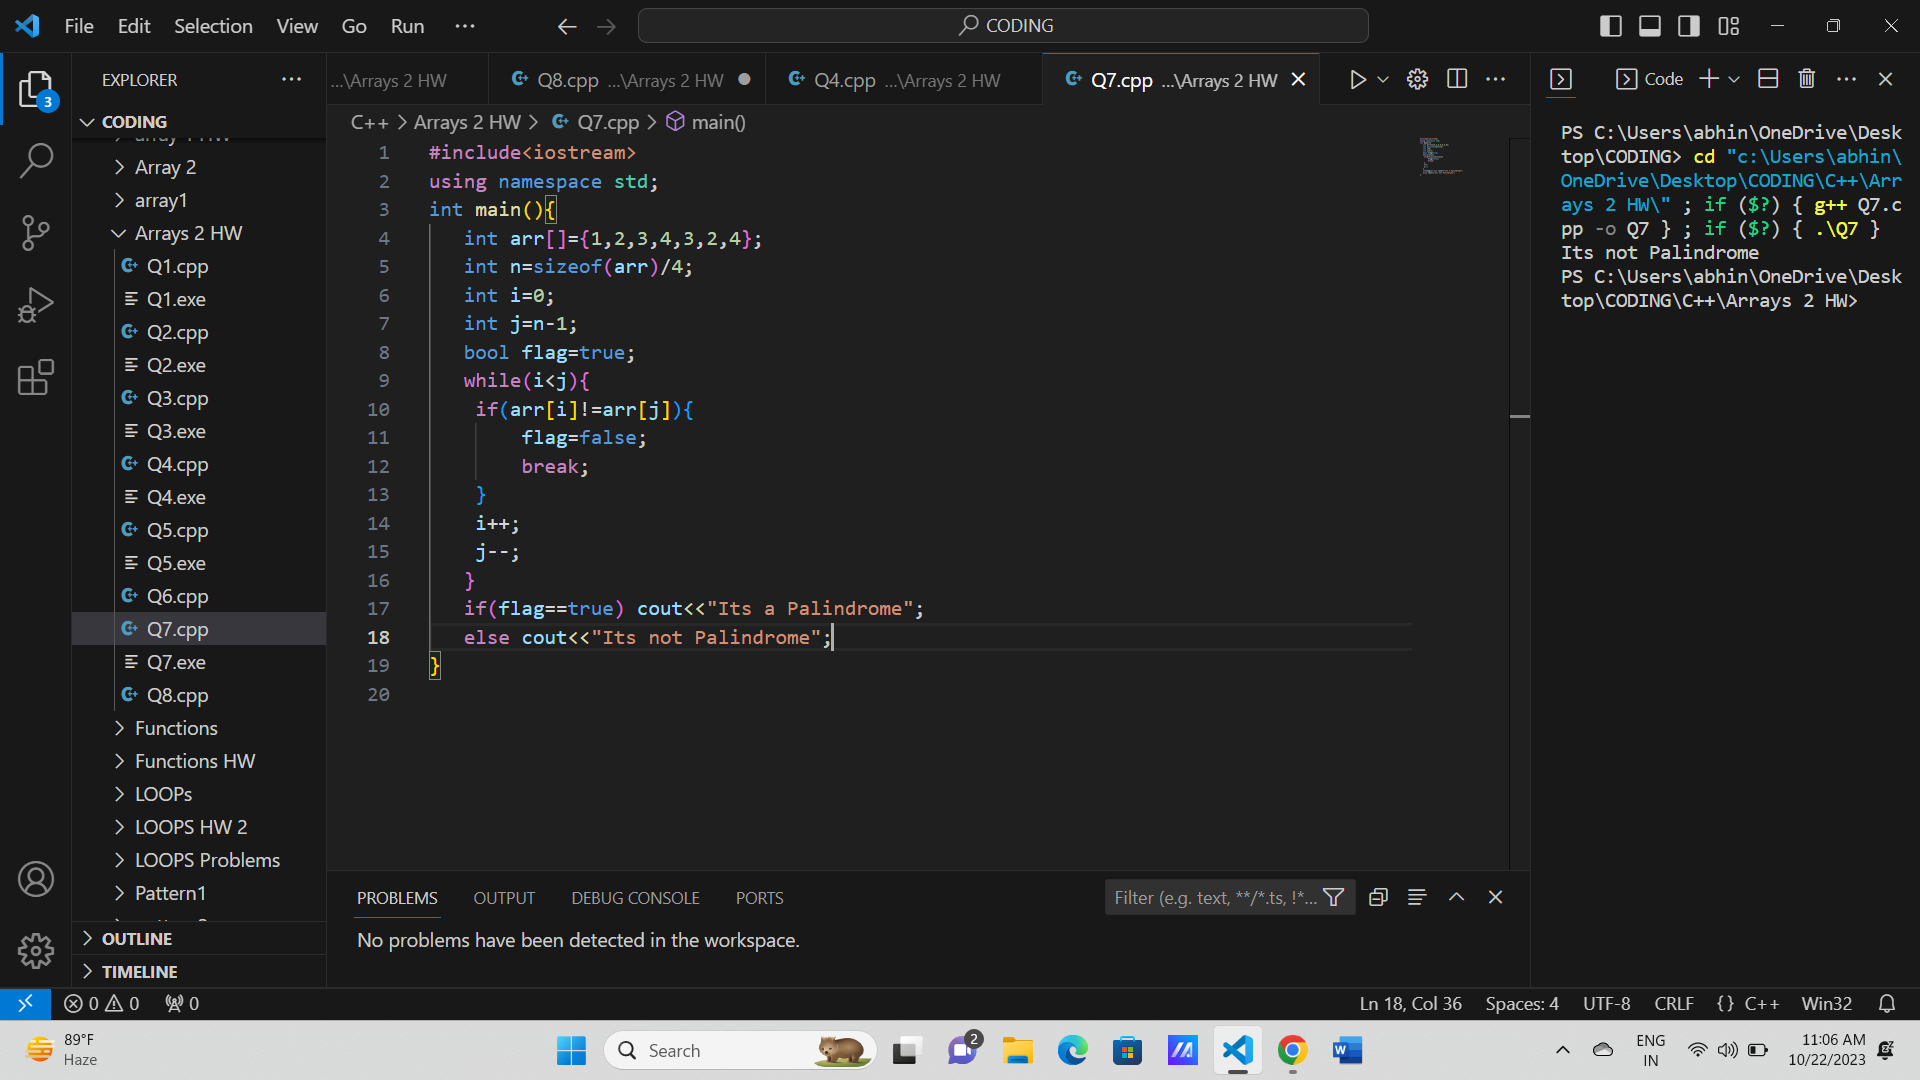 File Edit Selection View Go Run ···
CODING
EXPLORER ···
3
CODING
Array 2
array1
Arrays 2 HW
Q1.cpp
Q1.exe
Q2.cpp
Q2.exe
Q3.cpp
Q3.exe
Q4.cpp
Q4.exe
Q5.cpp
Q5.exe
Q6.cpp
Q7.cpp
Q7.exe
Q8.cpp
Functions
Functions HW
LOOPs
LOOPS HW 2
LOOPS Problems
Pattern1
OUTLINE
TIMELINE
...\Arrays 2 HW Q8.cpp ...\Arrays 2 HW Q4.cpp ...\Arrays 2 HW Q7.cpp ...\Arrays 2 HW
C++ > Arrays 2 HW > Q7.cpp > main()
1 #include<iostream>
2 using namespace std;
3 int main(){
4 int arr[]={1,2,3,4,3,2,4};
5 int n=sizeof(arr)/4;
6 int i=0;
7 int j=n-1;
8 bool flag=true;
9 while(i<j){
10 if(arr[i]!=arr[j]){
11 flag=false;
12 break;
13 }
14 i++;
15 j--;
16 }
17 if(flag==true) cout<<"Its a Palindrome";
18 else cout<<"Its not Palindrome";
19 }
20
PROBLEMS OUTPUT DEBUG CONSOLE PORTS
Filter (e.g. text, **/*.ts, !*...
No problems have been detected in the workspace.
Code
PS C:\Users\abhin\OneDrive\Desk
top\CODING> cd "c:\Users\abhin\
OneDrive\Desktop\CODING\C++\Arr
ays 2 HW\" ; if ($?) { g++ Q7.c
pp -o Q7 } ; if ($?) { .\Q7 }
Its not Palindrome
PS C:\Users\abhin\OneDrive\Desk
top\CODING\C++\Arrays 2 HW>
0 0 0
Ln 18, Col 36 Spaces: 4 UTF-8 CRLF {} C++ Win32
89°F
Haze
Search
2
W
ENG
IN
11:06 AM
10/22/2023